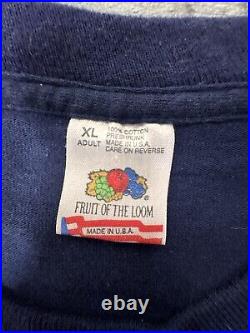 XL
ADULT
100% COTTON
PRESHRUNK
MADE IN U.S.A.
CARE ON REVERSE
®
FRUIT OF THE LOOM
MADE IN U.S.A.